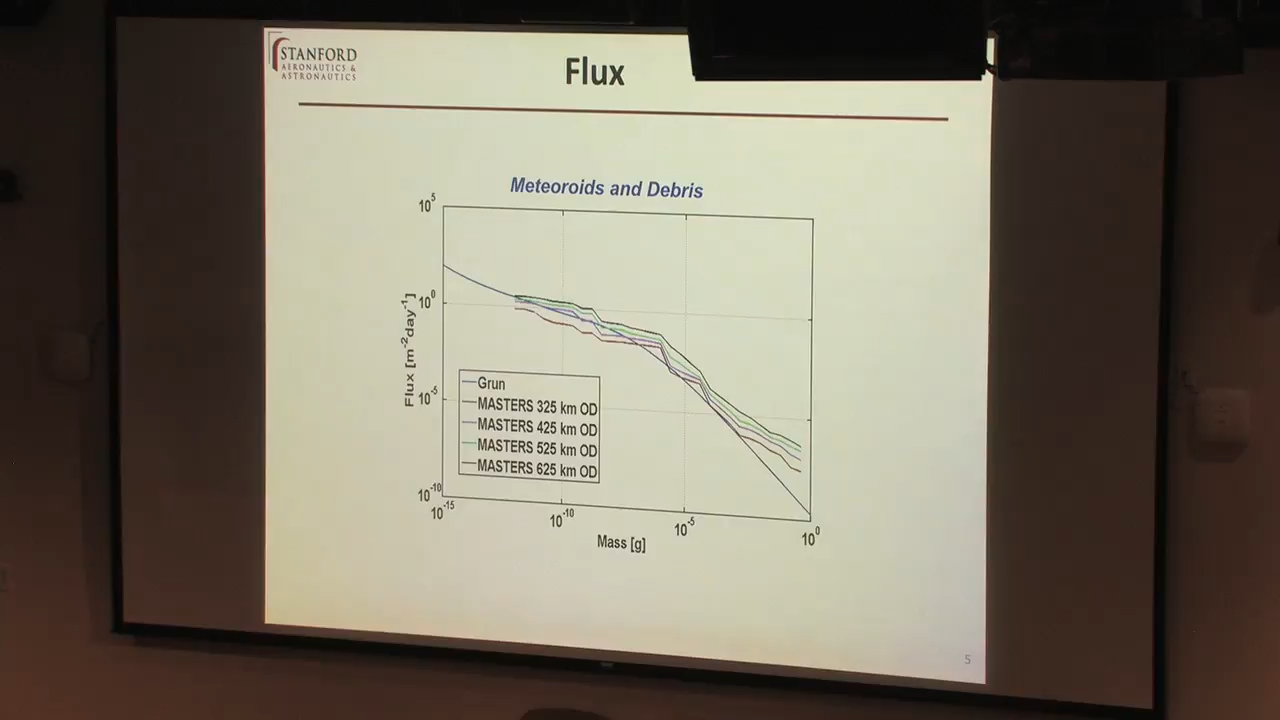 STANFORD
AERONAUTICS &
ASTRONAUTICS
Flux
Meteoroids and Debris
10^5
10^0
10^-5
10^-10
Flux [m^-2day^-1]
Grun
MASTERS 325 km OD
MASTERS 425 km OD
MASTERS 525 km OD
MASTERS 625 km OD
10^-15
10^-10
10^-5
10^0
Mass [g]
5